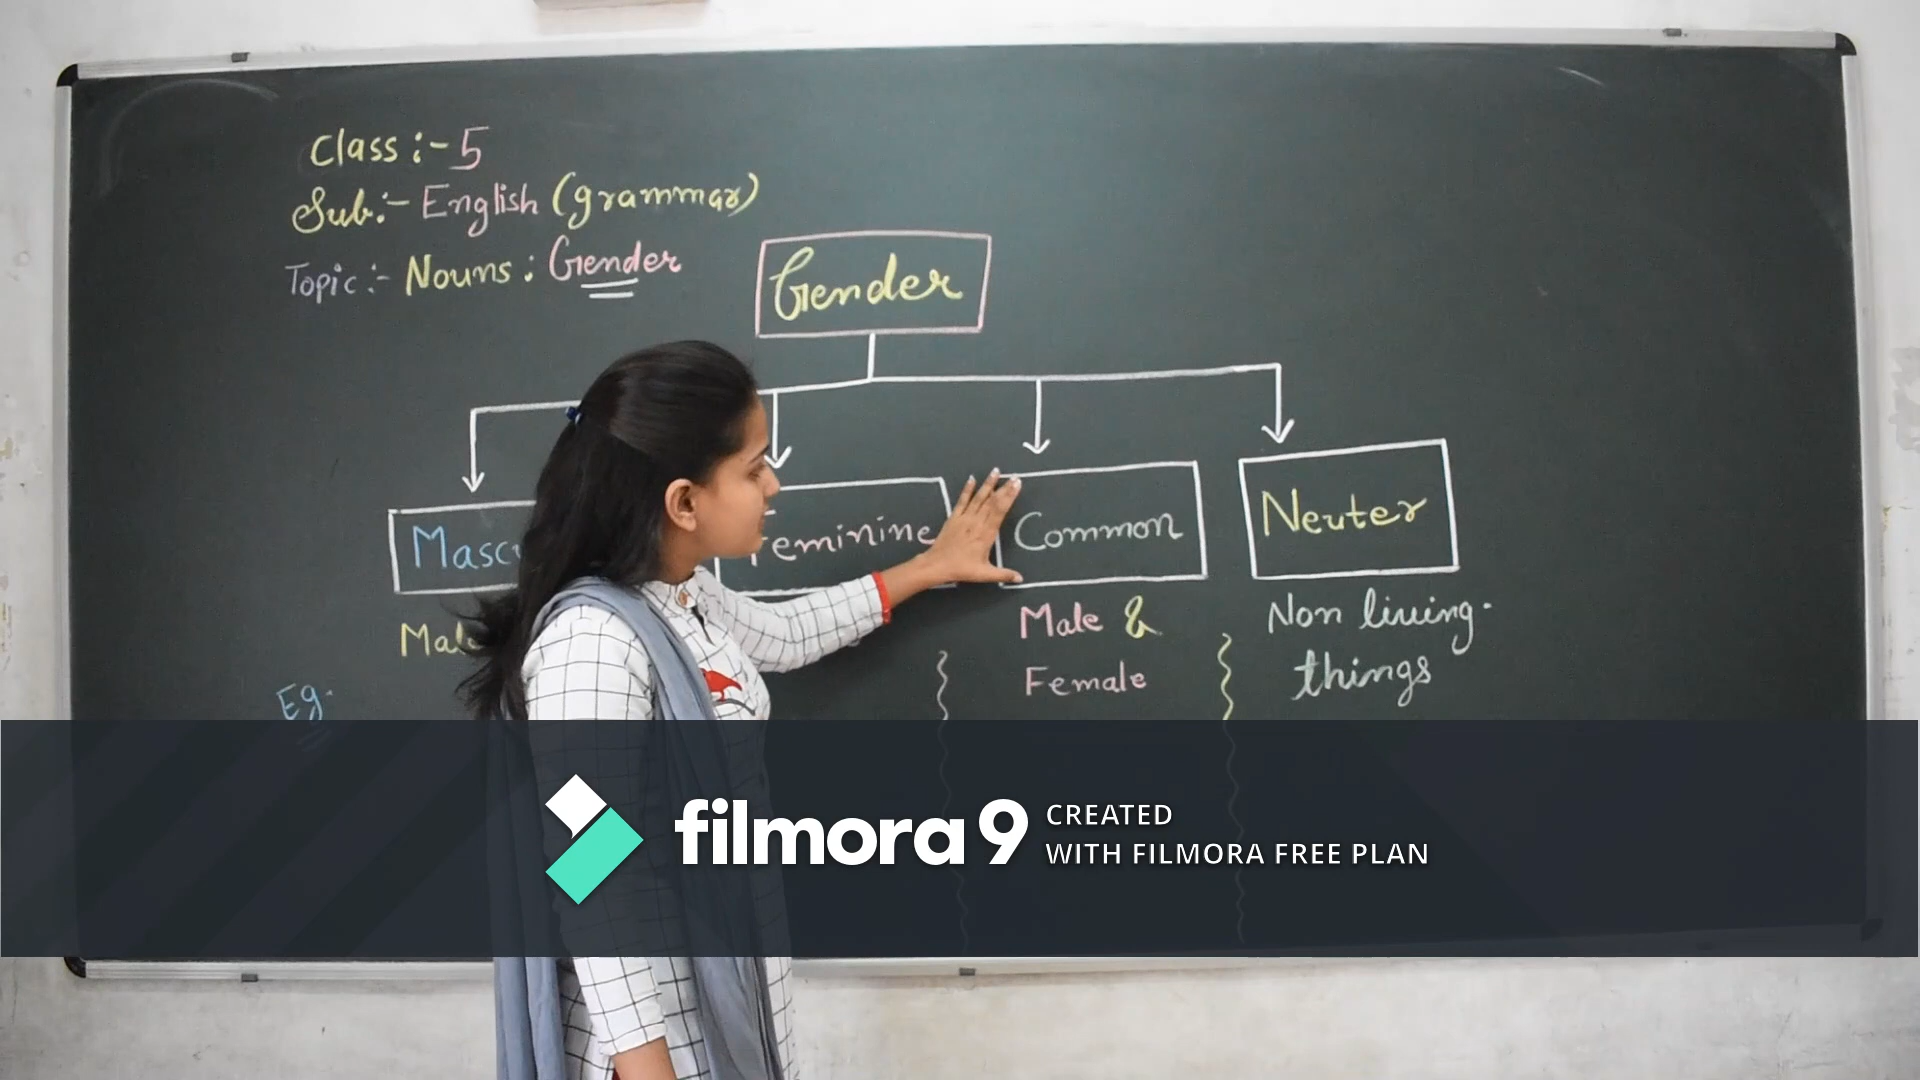 Class :- 5
Sub:- English (grammar)
Topic :- Nouns : Gender
Gender
Feminine Common Neuter
Male &
Female
Non living
things
Eg.
filmora 9
CREATED
WITH FILMORA FREE PLAN